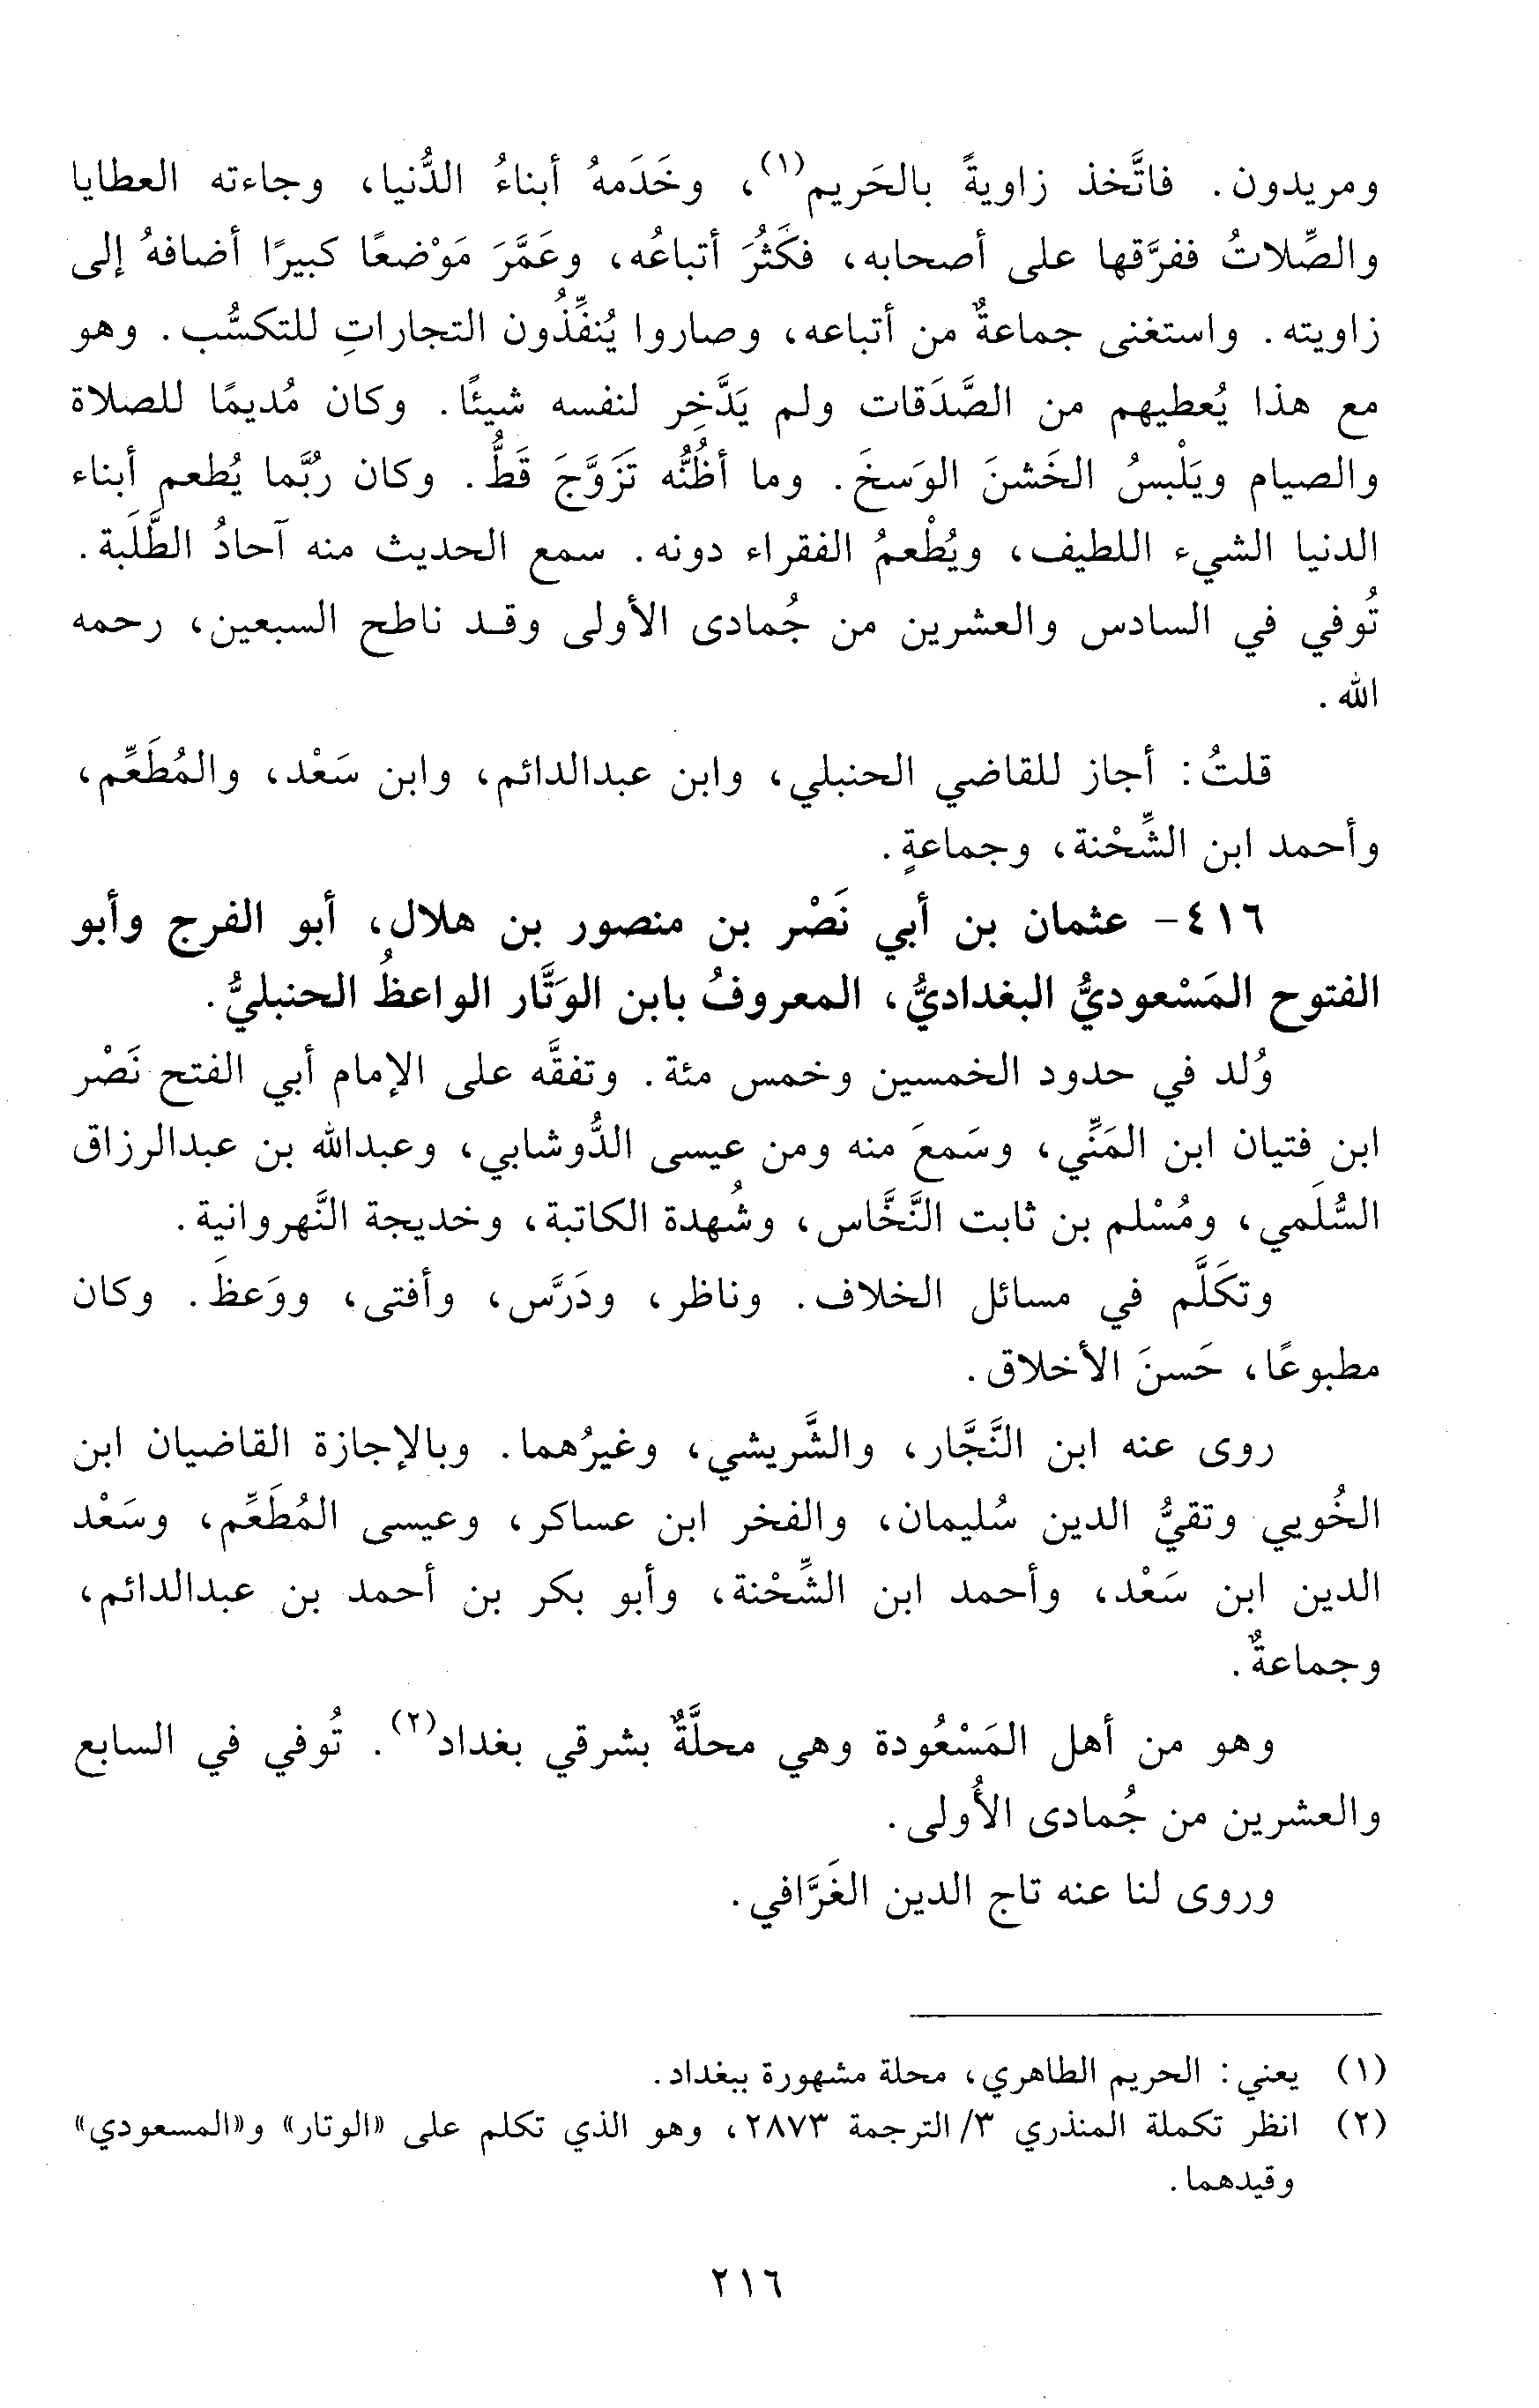 ومريدون. فاتَّخذ زاويةً بالحَريم(١)، وخَدَمهُ أبناءُ الدُّنيا، وجاءته العطايا
والصِّلاتُ ففرَّقها على أصحابه، فكَثُرَ أتباعُه، وعَمَّرَ مَوْضعًا كبيرًا أضافهُ إلى
زاويته. واستغنى جماعةٌ من أتباعه، وصاروا يُنفِّذُون التجاراتِ للتكسُّب. وهو
مع هذا يُعطيهم من الصَّدَقات ولم يَدَّخِر لنفسه شيئًا. وكان مُديمًا للصلاة
والصيام ويَلْبسُ الخَشنَ الوَسخَ. وما أظُنُّه تَزَوَّجَ قَطُّ. وكان رُبَّما يُطعم أبناء
الدنيا الشيء اللطيف، ويُطْعمُ الفقراء دونه. سمع الحديث منه آحادُ الطَّلَبة.
تُوفي في السادس والعشرين من جُمادى الأولى وقد ناطح السبعين، رحمه
الله.
قلتُ: أجاز للقاضي الحنبلي، وابن عبدالدائم، وابن سَعْد، والمُطَعِّم،
وأحمد ابن الشِّحْنة، وجماعةٍ.
٤١٦- عثمان بن أبي نَصْر بن منصور بن هلال، أبو الفرج وأبو
الفتوح المَسْعوديُّ البغداديُّ، المعروفُ بابن الوَتَّار الواعظُ الحنبليُّ.
وُلد في حدود الخمسين وخمس مئة. وتفقَّه على الإمام أبي الفتح نَصْر
ابن فتيان ابن المَنِّي، وسَمعَ منه ومن عيسى الدُّوشابي، وعبدالله بن عبدالرزاق
السُّلَمي، ومُسْلم بن ثابت النَّخَّاس، وشُهدة الكاتبة، وخديجة النَّهروانية.
وتكَلَّم في مسائل الخلاف. وناظر، ودَرَّس، وأفتى، ووَعظَ. وكان
مطبوعًا، حَسنَ الأخلاق.
روى عنه ابن النَّجَّار، والشَّريشي، وغيرُهما. وبالإجازة القاضيان ابن
الخُويي وتقيُّ الدين سُليمان، والفخر ابن عساكر، وعيسى المُطَعِّم، وسَعْد
الدين ابن سَعْد، وأحمد ابن الشِّحْنة، وأبو بكر بن أحمد بن عبدالدائم،
وجماعةٌ.
وهو من أهل المَسْعُودة وهي محلَّةٌ بشرقي بغداد(٢). تُوفي في السابع
والعشرين من جُمادى الأُولى.
وروى لنا عنه تاج الدين الغَرَّافي.
(١) يعني: الحريم الطاهري، محلة مشهورة ببغداد.
(٢) انظر تكملة المنذري ٣/ الترجمة ٢٨٧٣، وهو الذي تكلم على «الوتار» و«المسعودي»
وقيدهما.
٢١٦